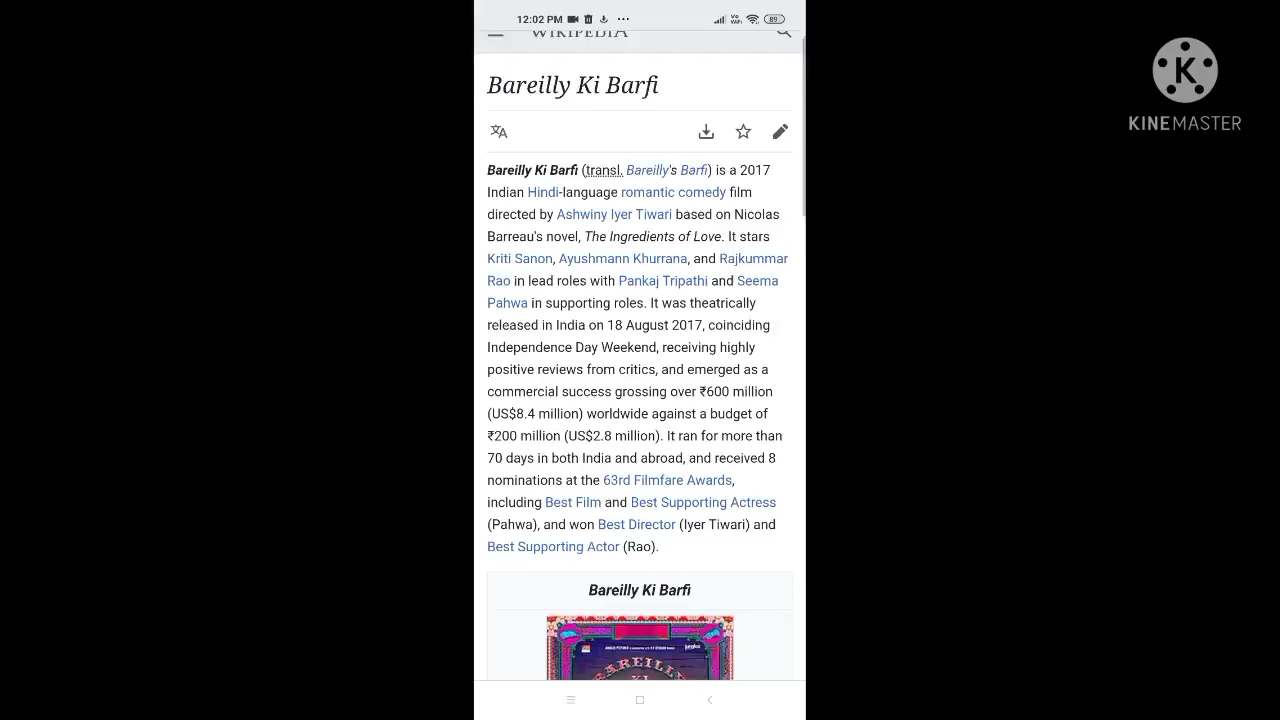 12:02 PM
Vo
WiFi
89
WIKIPEDIA
Bareilly Ki Barfi
Bareilly Ki Barfi (transl. Bareilly's Barfi) is a 2017
Indian Hindi-language romantic comedy film
directed by Ashwiny Iyer Tiwari based on Nicolas
Barreau's novel, The Ingredients of Love. It stars
Kriti Sanon, Ayushmann Khurrana, and Rajkummar
Rao in lead roles with Pankaj Tripathi and Seema
Pahwa in supporting roles. It was theatrically
released in India on 18 August 2017, coinciding
Independence Day Weekend, receiving highly
positive reviews from critics, and emerged as a
commercial success grossing over ₹600 million
(US$8.4 million) worldwide against a budget of
₹200 million (US$2.8 million). It ran for more than
70 days in both India and abroad, and received 8
nominations at the 63rd Filmfare Awards,
including Best Film and Best Supporting Actress
(Pahwa), and won Best Director (Iyer Tiwari) and
Best Supporting Actor (Rao).
Bareilly Ki Barfi
junglee
BAREILLY
KI
K
KINEMASTER